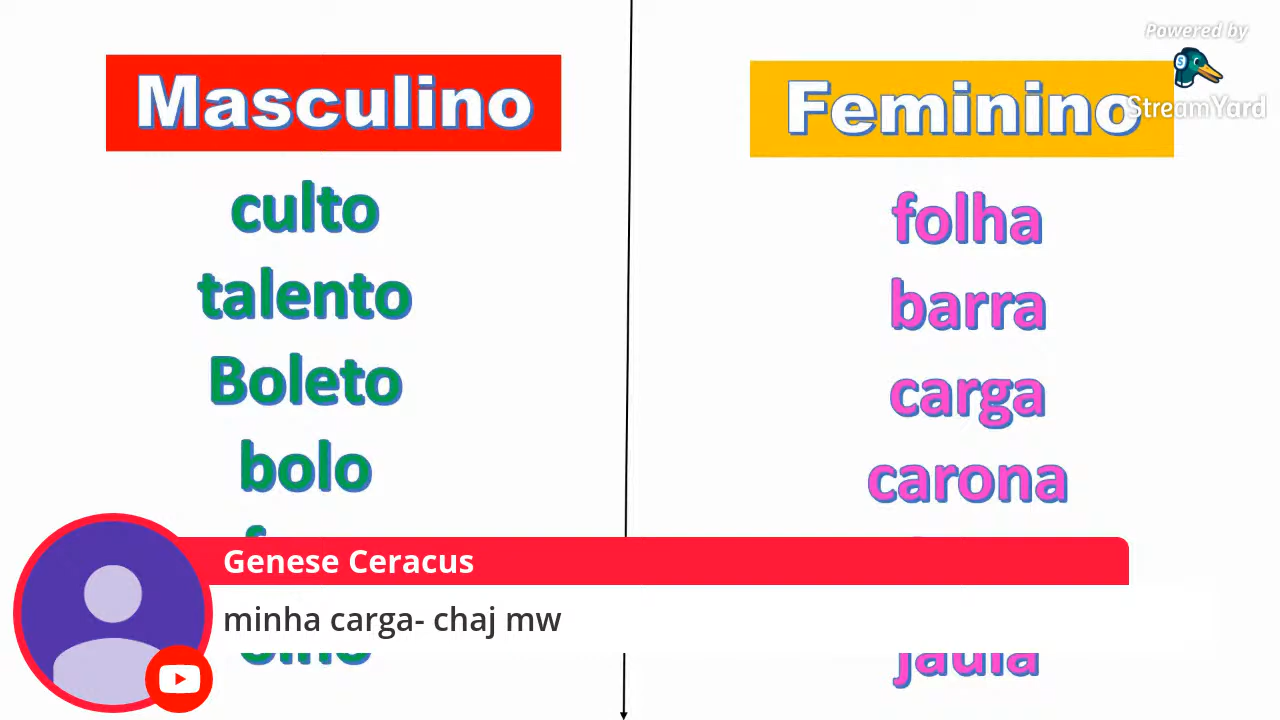 Powered by
StreamYard
Masculino
culto
talento
Boleto
bolo
Feminino
folha
barra
carga
carona
jaula
Genese Ceracus
minha carga- chaj mw